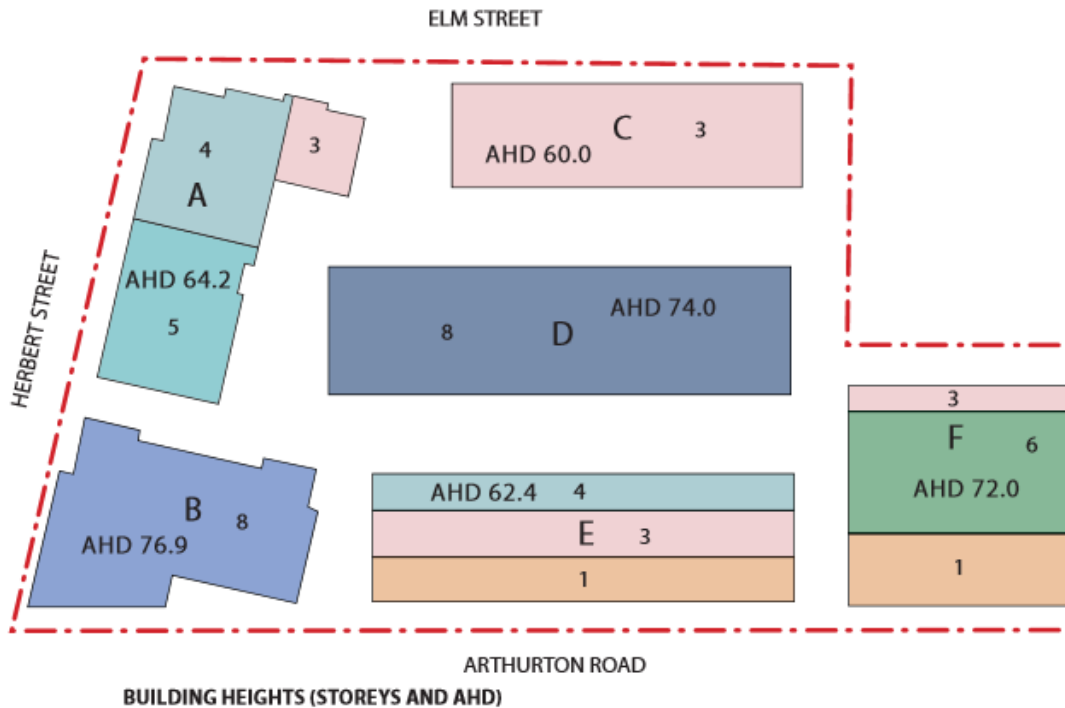 ELM STREET
C 3
AHD 60.0
4
3
A
AHD 64.2
5
HERBERT STREET
AHD 74.0
8 D
3
F 6
AHD 72.0
1
B 8
AHD 76.9
AHD 62.4 4
E 3
1
ARTHURTON ROAD
BUILDING HEIGHTS (STOREYS AND AHD)